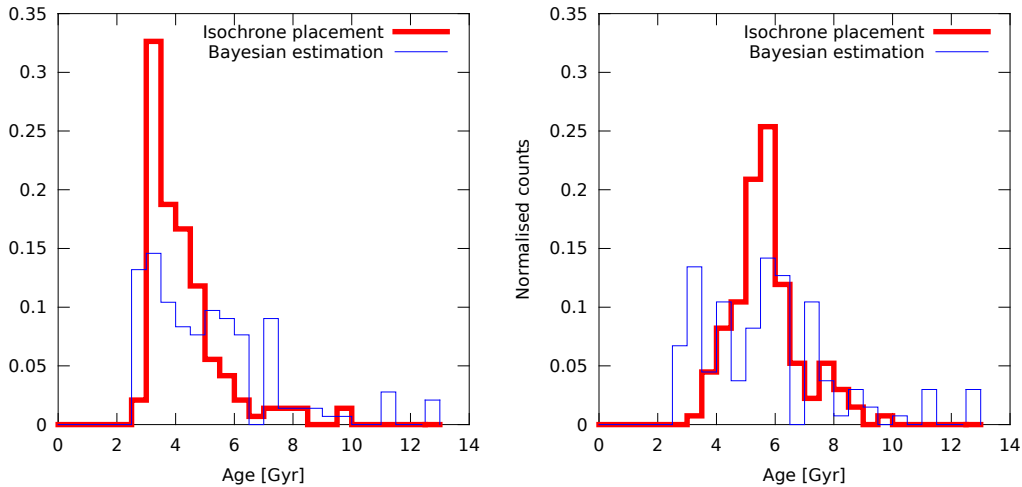 Isochrone placement
Bayesian estimation
0.35
0.3
0.25
0.2
0.15
0.1
0.05
0
0 2 4 6 8 10 12 14
Age [Gyr]
Isochrone placement
Bayesian estimation
Normalised counts
0.35
0.3
0.25
0.2
0.15
0.1
0.05
0
0 2 4 6 8 10 12 14
Age [Gyr]